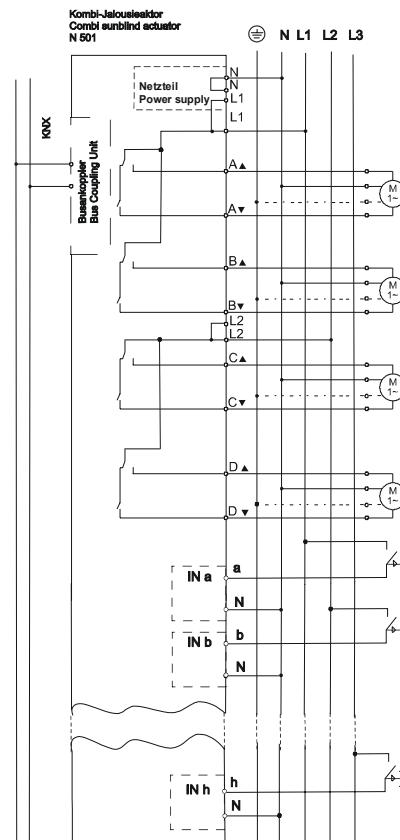 Kombi-Jalousieaktor
Combi sunblind actuator
N 501
N L1 L2 L3
KNX
Busankoppler
Bus Coupling Unit
Netzteil
Power supply
N
N
L1
L1
A▲
A▼
M
1~
B▲
B▼
M
1~
L2
L2
C▲
C▼
M
1~
D▲
D▼
M
1~
IN a
a
N
IN b
b
N
IN h
h
N